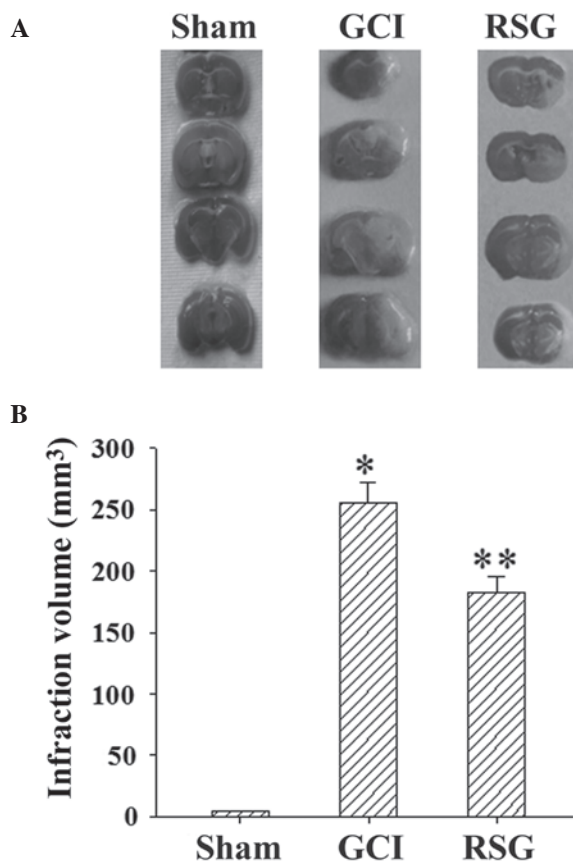 A
Sham GCI RSG
B
Infraction volume (mm³)
300
250
200
150
100
50
0
*
**
Sham GCI RSG